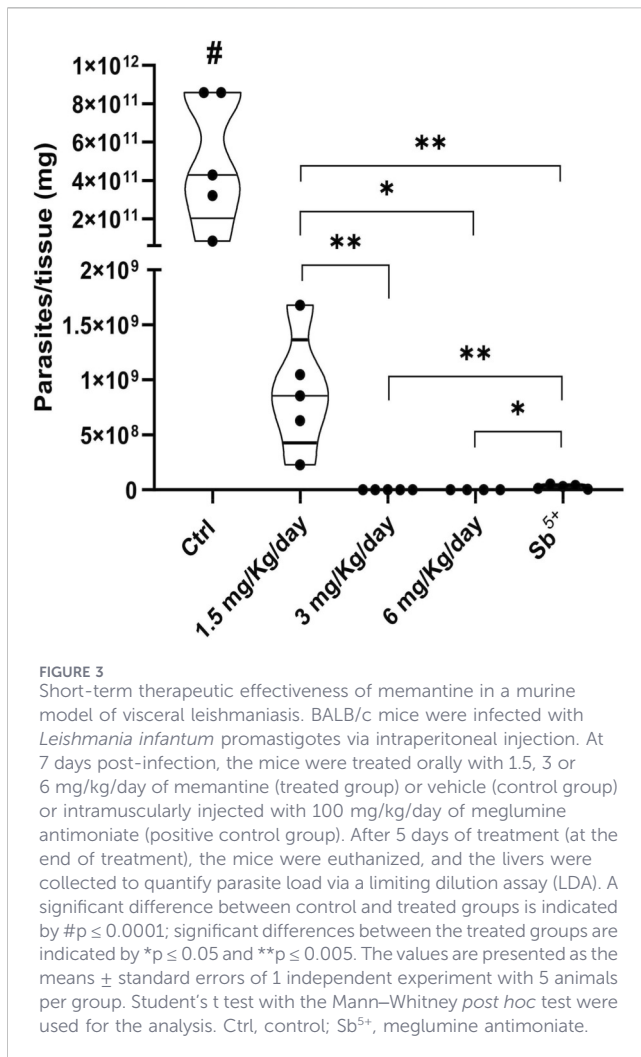 #
1×10¹²
8×10¹¹
6×10¹¹
4×10¹¹
2×10¹¹
2×10⁹
1.5×10⁹
1×10⁹
5×10⁸
0
Parasites/tissue (mg)
**
*
**
**
*
Ctrl
1.5 mg/Kg/day
3 mg/Kg/day
6 mg/Kg/day
Sb⁵⁺
FIGURE 3
Short-term therapeutic effectiveness of memantine in a murine
model of visceral leishmaniasis. BALB/c mice were infected with
Leishmania infantum promastigotes via intraperitoneal injection. At
7 days post-infection, the mice were treated orally with 1.5, 3 or
6 mg/kg/day of memantine (treated group) or vehicle (control group)
or intramuscularly injected with 100 mg/kg/day of meglumine
antimoniate (positive control group). After 5 days of treatment (at the
end of treatment), the mice were euthanized, and the livers were
collected to quantify parasite load via a limiting dilution assay (LDA). A
significant difference between control and treated groups is indicated
by #p ≤ 0.0001; significant differences between the treated groups are
indicated by *p ≤ 0.05 and **p ≤ 0.005. The values are presented as the
means ± standard errors of 1 independent experiment with 5 animals
per group. Student's t test with the Mann–Whitney post hoc test were
used for the analysis. Ctrl, control; Sb⁵⁺, meglumine antimoniate.